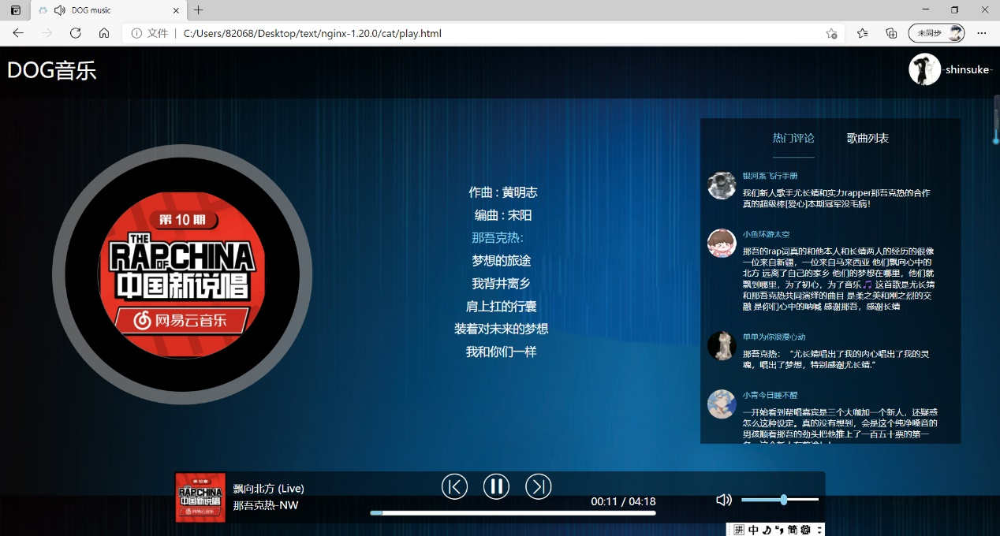 DOG music
文件
C:/Users/82068/Desktop/text/nginx-1.20.0/cat/play.html
未同步
DOG音乐
-shinsuke-
第 10 期
THE
RAP OF CHINA
中国新说唱
网易云音乐
作曲 : 黄明志
编曲 : 宋阳
那吾克热：
梦想的旅途
我背井离乡
肩上扛的行囊
装着对未来的梦想
我和你们一样
热门评论
歌曲列表
银河系飞行手册
我们新人歌手尤长靖和实力rapper那吾克热的合作
真的超级棒[爱心]本期冠军没毛病！
小鱼环游太空
那吾的rap词真的和他本人和长靖两人的经历的很像
一位来自新疆，一位来自马来西亚 他们飘向心中的
北方 远离了自己的家乡 他们的梦想在哪里，他们就
飘到哪里，为了初心，为了音乐🎵 这首歌是尤长靖
和那吾克热共同演绎的曲目 是柔之美和刚之烈的交
融 是你们心中的呐喊 感谢那吾，感谢长靖
单单为你浪漫心动
那吾克热：“尤长靖唱出了我的内心唱出了我的灵
魂，唱出了梦想，特别感谢尤长靖.”
小青今日睡不醒
一开始看到帮唱嘉宾是三个大咖加一个新人，还疑惑
怎么这种设定。真的没有想到，会是这个纯净嗓音的
男孩顺着那吾的劲头把他推上了一百五十票的第一
第 10 期
THE
RAP OF CHINA
中国新说唱
网易云音乐
飘向北方 (Live)
那吾克热-NW
00:11 / 04:18
拼 中 简